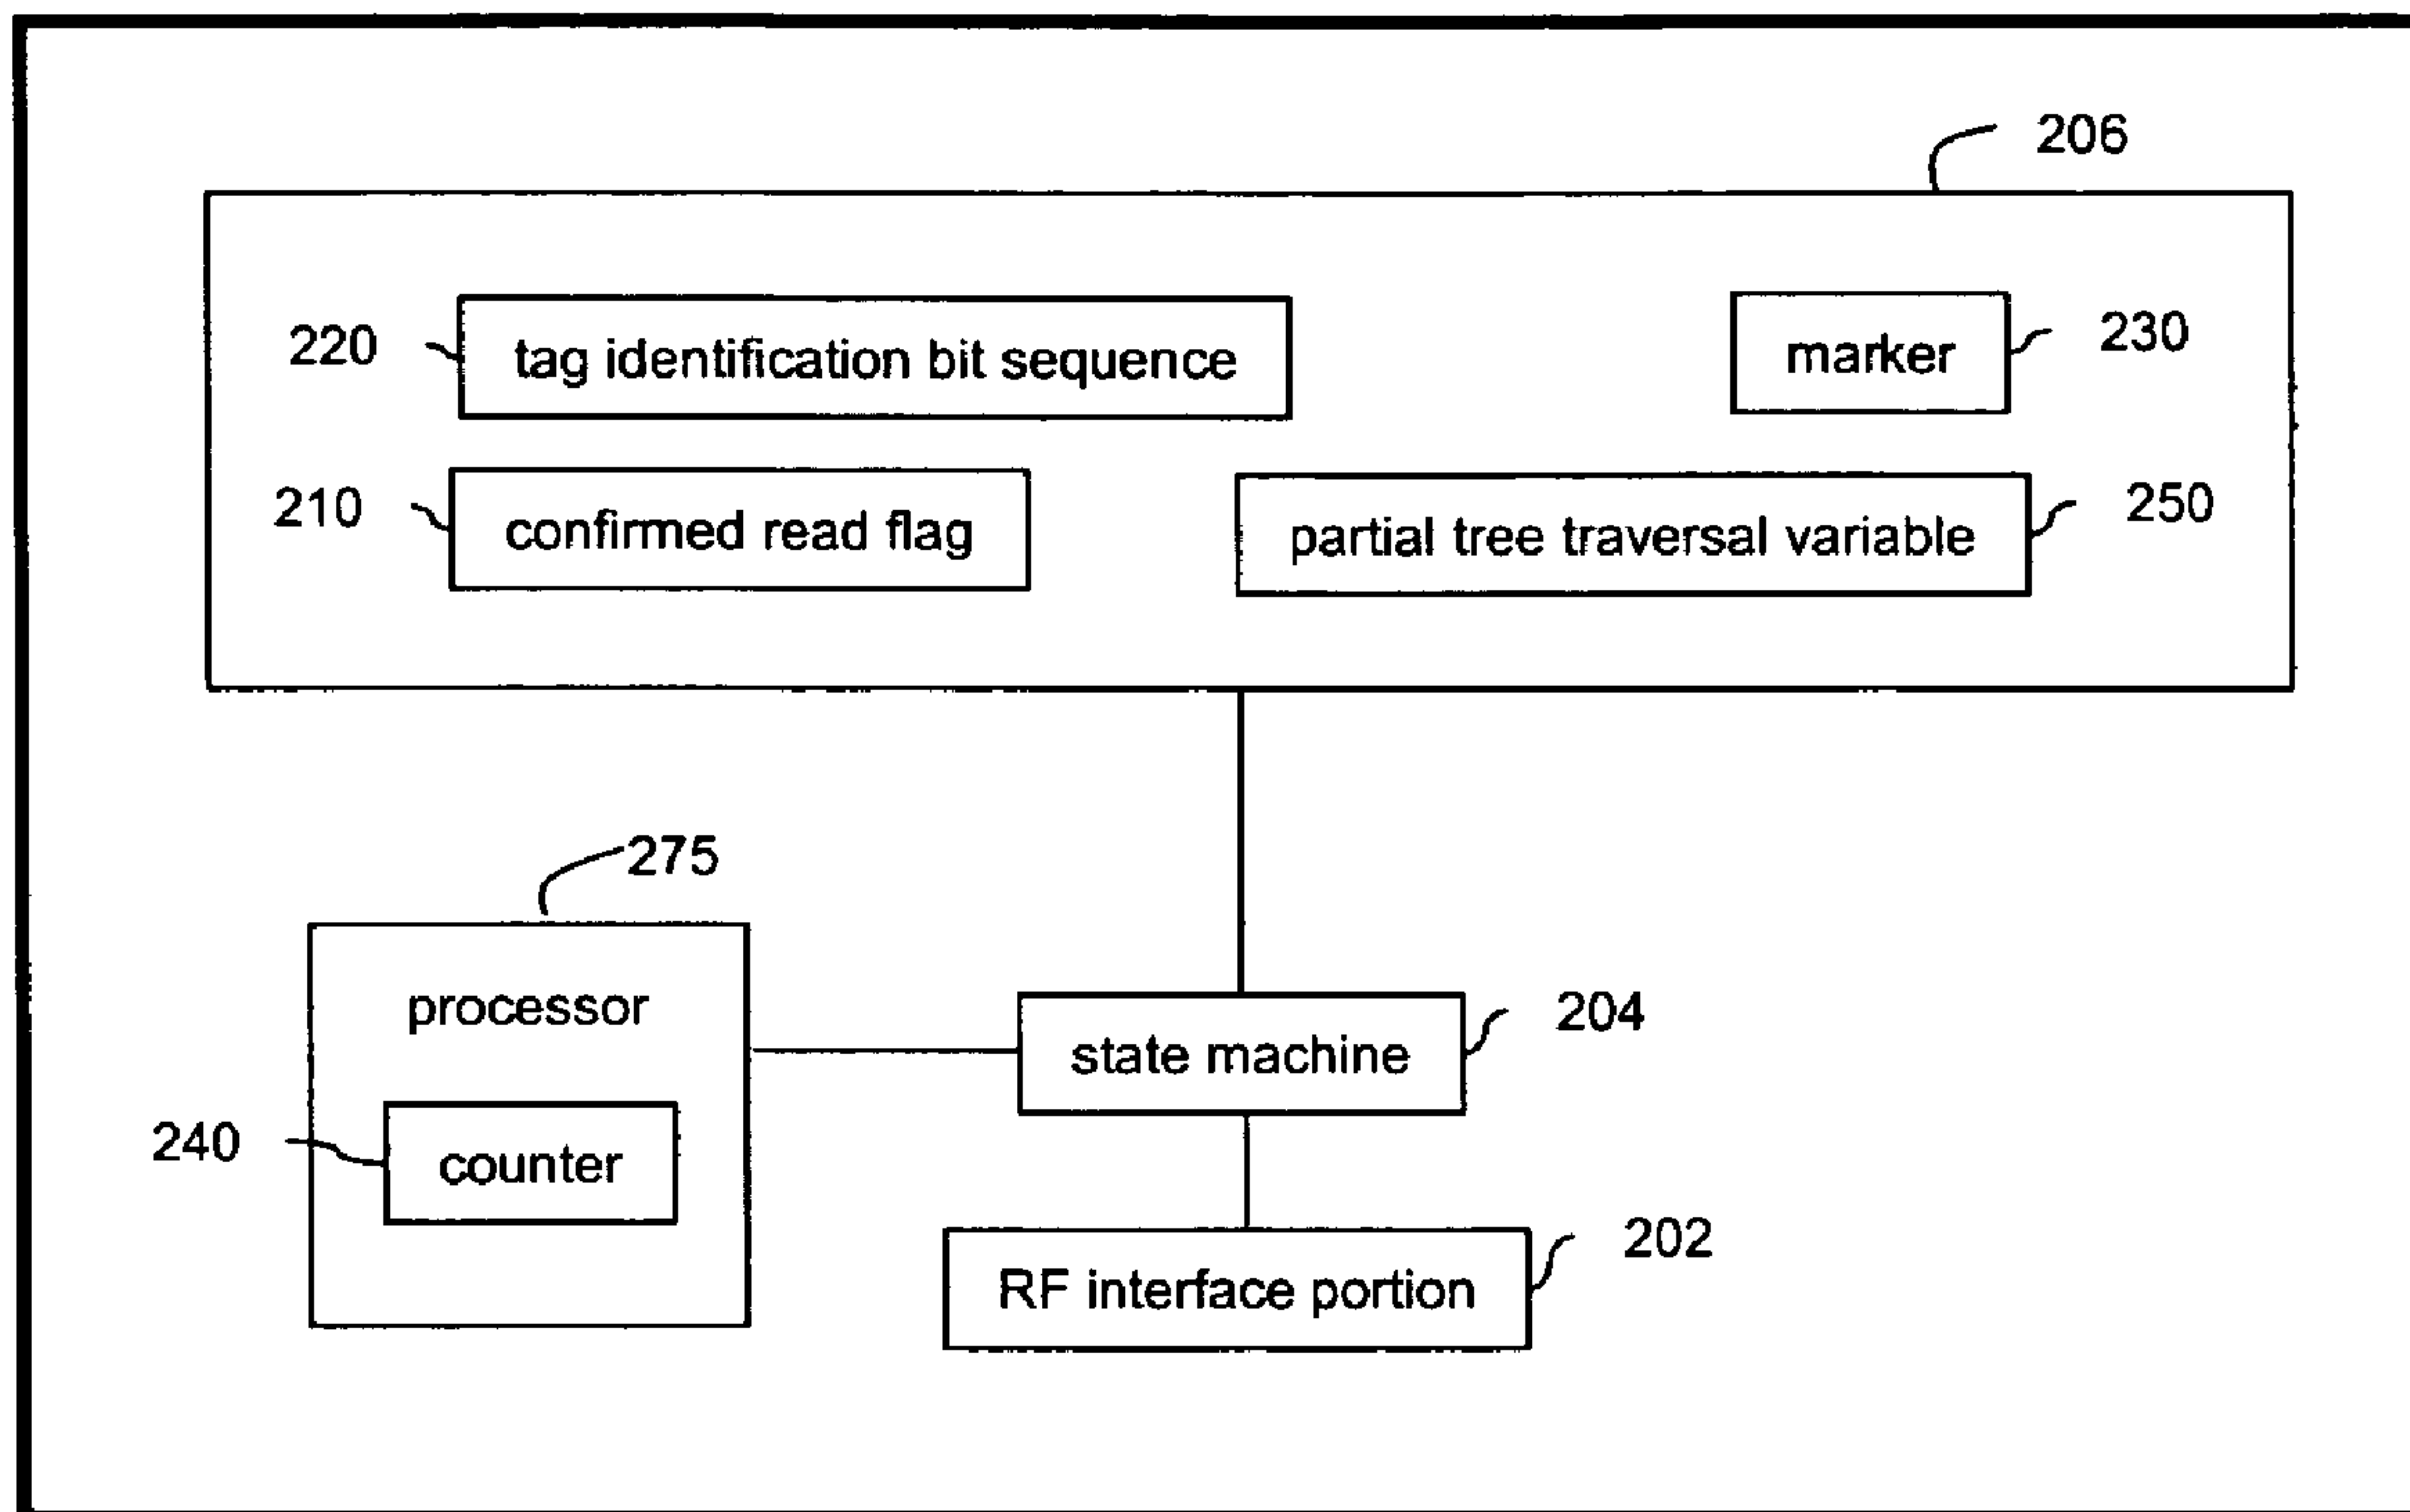 206
220
tag identification bit sequence
marker
230
210
confirmed read flag
partial tree traversal variable
250
275
processor
state machine
204
240
counter
RF interface portion
202